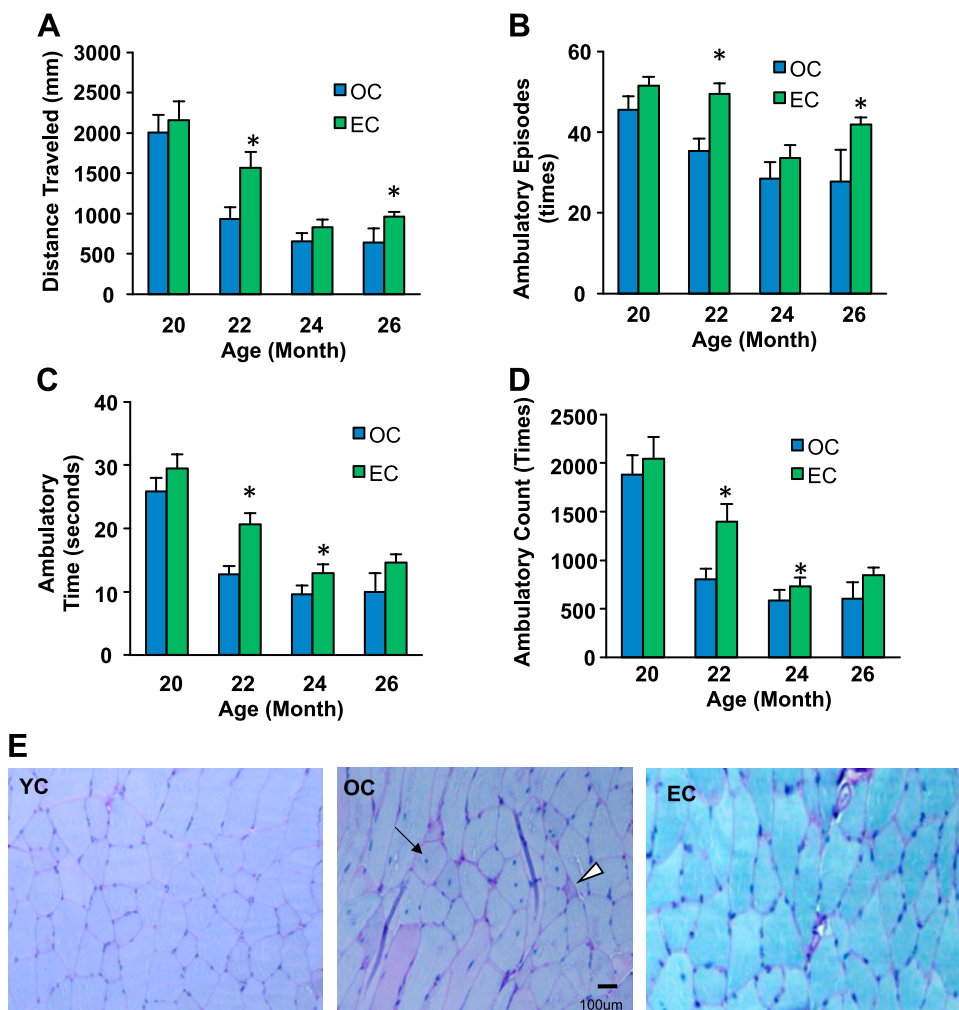 A
Distance Traveled (mm)
3000
2500
2000
1500
1000
500
0
OC
EC
*
*
20 22 24 26
Age (Month)
B
Ambulatory Episodes
(times)
60
40
20
0
OC
EC
*
*
20 22 24 26
Age (Month)
C
Ambulatory
Time (seconds)
40
30
20
10
0
OC
EC
*
*
20 22 24 26
Age (Month)
D
Ambulatory Count (Times)
2500
2000
1500
1000
500
0
OC
EC
*
*
20 22 24 26
Age (Month)
E
YC
OC
100um
EC